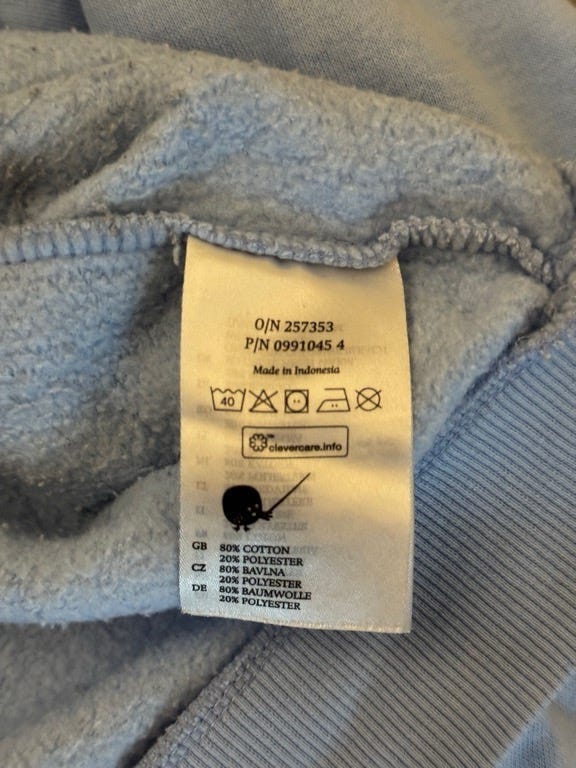 O/N 257353
P/N 0991045 4
Made in Indonesia
40
clevercare.info
GB 80% COTTON
20% POLYESTER
CZ 80% BAVLNA
20% POLYESTER
DE 80% BAUMWOLLE
20% POLYESTER